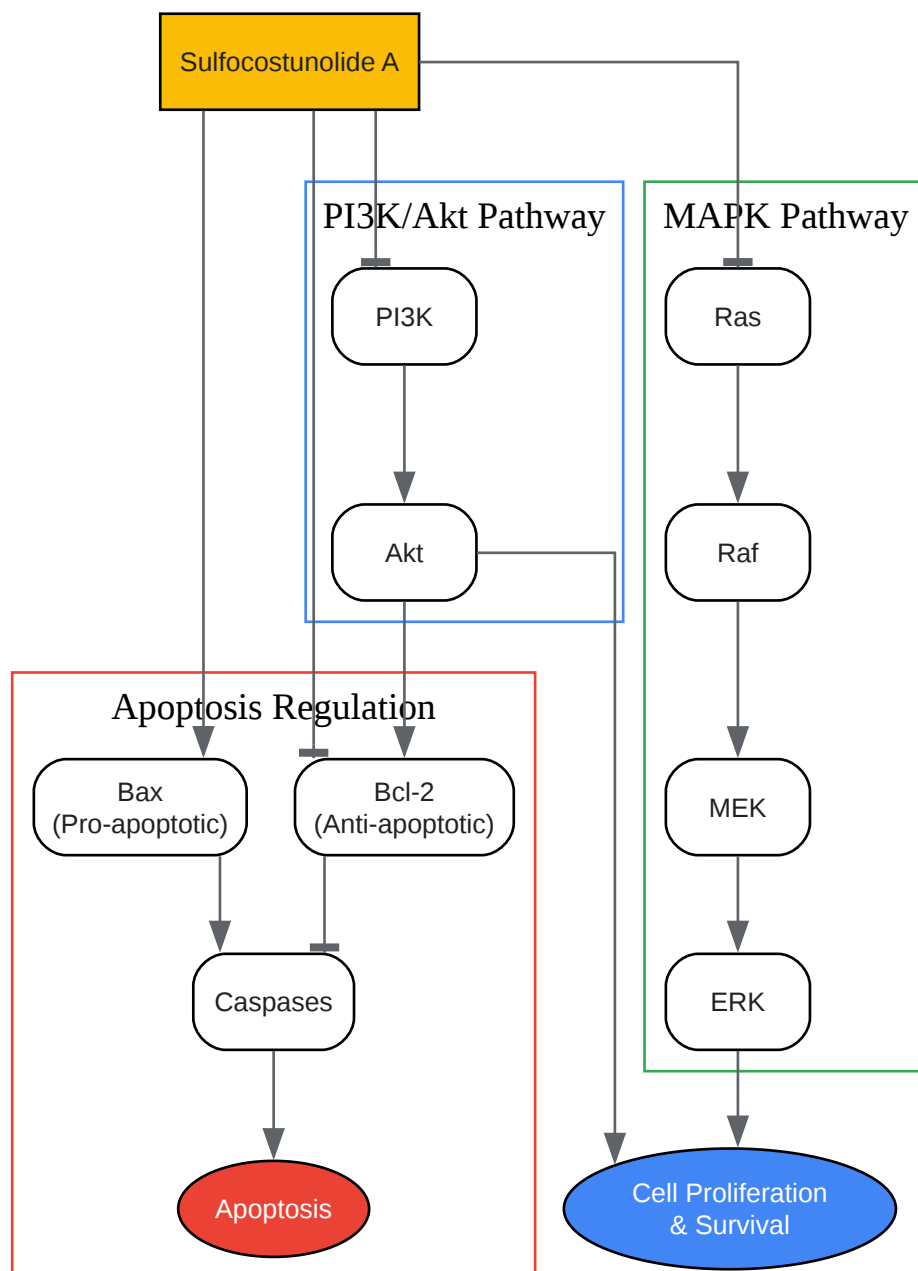 Sulfocostunolide A
PI3K/Akt Pathway
MAPK Pathway
PI3K
Ras
Akt
Raf
Apoptosis Regulation
Bax
(Pro-apoptotic)
Bcl-2
(Anti-apoptotic)
MEK
Caspases
ERK
Apoptosis
Cell Proliferation
& Survival